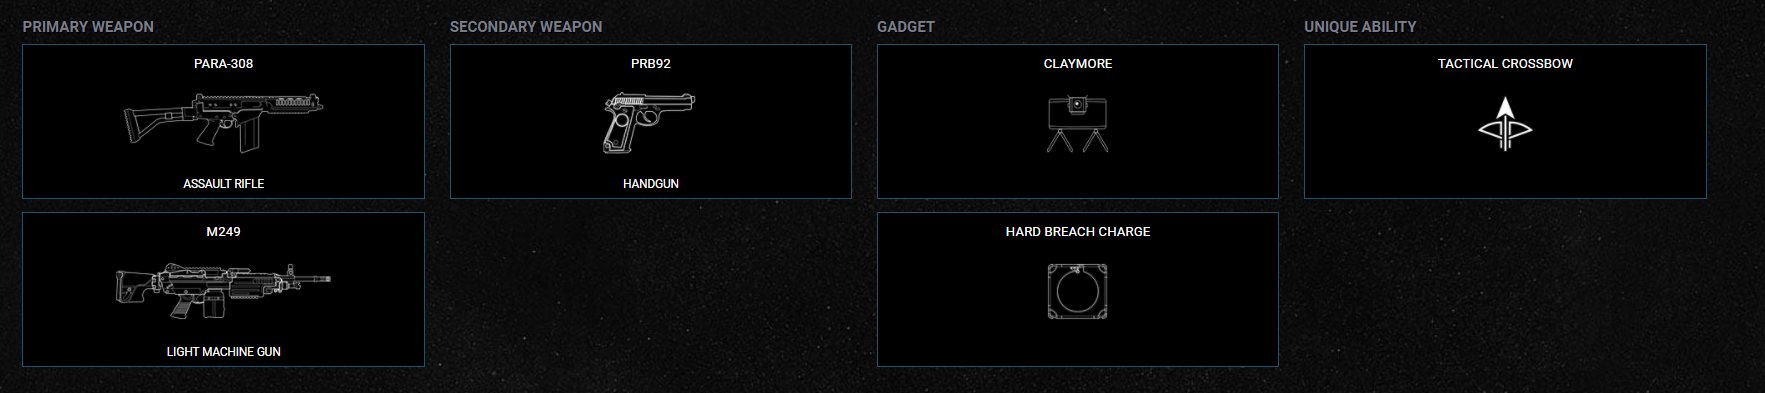 PRIMARY WEAPON
SECONDARY WEAPON
GADGET
UNIQUE ABILITY
PARA-308
PRB92
CLAYMORE
TACTICAL CROSSBOW
ASSAULT RIFLE
HANDGUN
M249
HARD BREACH CHARGE
LIGHT MACHINE GUN